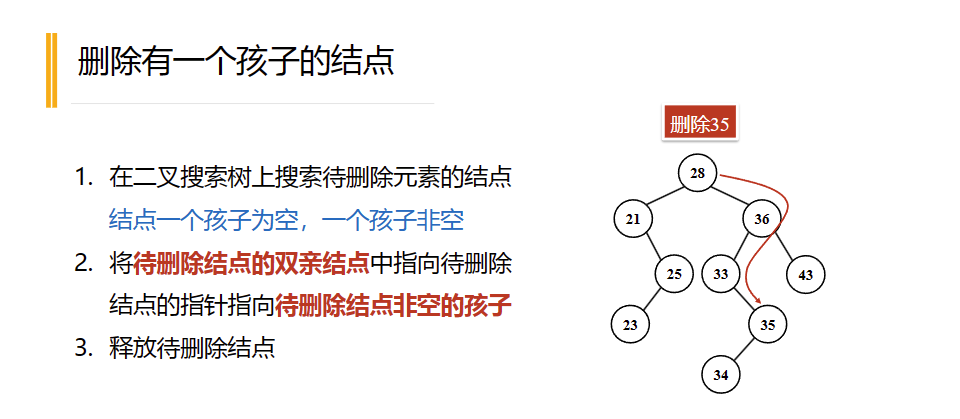 删除有一个孩子的结点
删除35
1. 在二叉搜索树上搜索待删除元素的结点
结点一个孩子为空，一个孩子非空
2. 将待删除结点的双亲结点中指向待删除
结点的指针指向待删除结点非空的孩子
3. 释放待删除结点
28
21
36
25
33
43
23
35
34